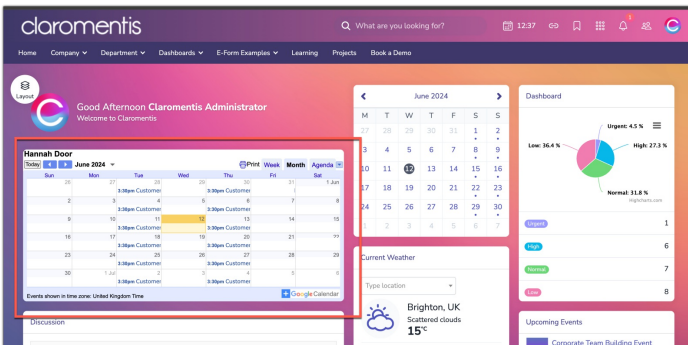 claromentis
What are you looking for?
12:37
1
Home Company Department Dashboards E-Form Examples Learning Projects Book a Demo
Layout
Good Afternoon Claromentis Administrator
Welcome to Claromentis
Hannah Door
Today June 2024 Print Week Month Agenda
Sun Mon Tue Wed Thu Fri Sat
26 27 28 29 30 31 1 Jun
3:30pm Customer 3:30pm Customer
2 3 4 5 6 7 8
3:30pm Customer 3:30pm Customer
9 10 11 12 13 14 15
3:30pm Customer 3:30pm Customer
16 17 18 19 20 21 22
3:30pm Customer 3:30pm Customer
23 24 25 26 27 28 29
3:30pm Customer 3:30pm Customer
30 1 Jul 2 3 4 5 6
3:30pm Customer 3:30pm Customer
Events shown in time zone: United Kingdom Time
Google Calendar
Discussion
June 2024
M T W T F S S
27 28 29 30 31 1 2
3 4 5 6 7 8 9
10 11 12 13 14 15 16
17 18 19 20 21 22 23
24 25 26 27 28 29 30
1 2 3 4 5 6 7
Current Weather
Type location
Brighton, UK
Scattered clouds
15°C
Dashboard
Urgent: 4.5 %
Low: 36.4 %
High: 27.3 %
Normal: 31.8 %
Highcharts.com
Urgent 1
High 6
Normal 7
Low 8
Upcoming Events
Corporate Team Building Event